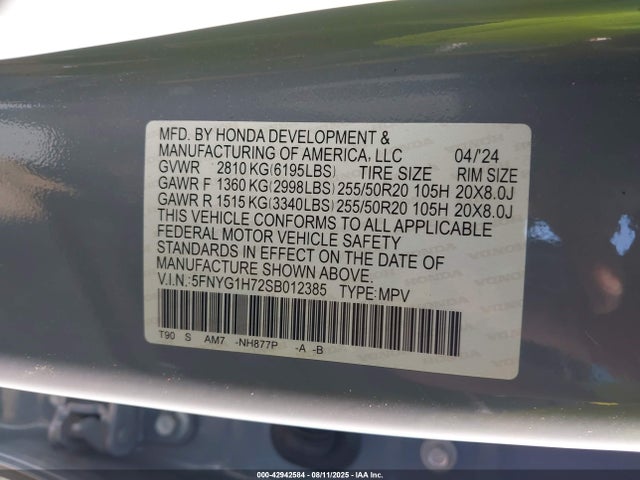 MFD. BY HONDA DEVELOPMENT &
MANUFACTURING OF AMERICA, LLC 04/'24
GVWR 2810 KG(6195LBS) TIRE SIZE RIM SIZE
GAWR F 1360 KG(2998LBS) 255/50R20 105H 20X8.0J
GAWR R 1515 KG(3340LBS) 255/50R20 105H 20X8.0J
THIS VEHICLE CONFORMS TO ALL APPLICABLE
FEDERAL MOTOR VEHICLE SAFETY
STANDARDS IN EFFECT ON THE DATE OF
MANUFACTURE SHOWN ABOVE.
V.I.N.:5FNYG1H72SB012385 TYPE:MPV
T90 S AM7 -NH877P -A -B
000-42942584 - 08/11/2025 - IAA Inc.